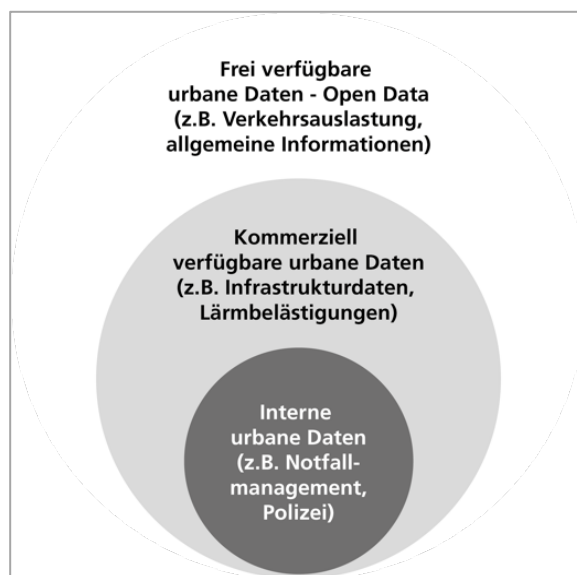 Frei verfügbare
urbane Daten - Open Data
(z.B. Verkehrsauslastung,
allgemeine Informationen)
Kommerziell
verfügbare urbane Daten
(z.B. Infrastrukturdaten,
Lärmbelästigungen)
Interne
urbane Daten
(z.B. Notfall-
management,
Polizei)